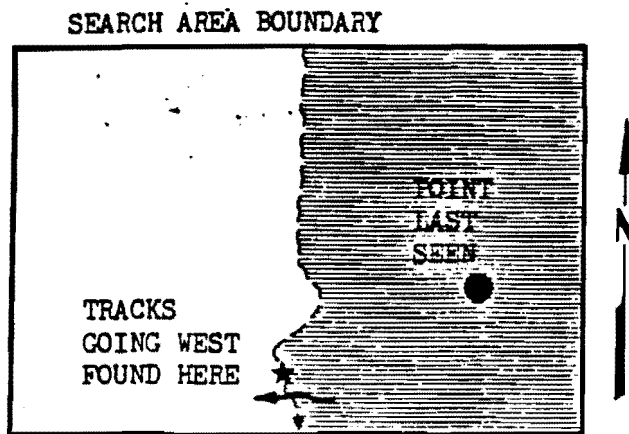 SEARCH AREA BOUNDARY
POINT
LAST
SEEN
N
TRACKS
GOING WEST
FOUND HERE